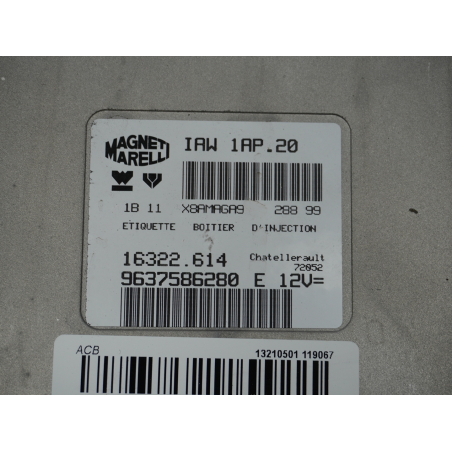 MAGNETI
MARELLI
IAW 1AP.20
1B 11 X8AMAGA9 288 99
ETIQUETTE BOITIER D'INJECTION
16322.614 Chatellerault
72052
9637586280 E 12V=
ACB 13210501 119067